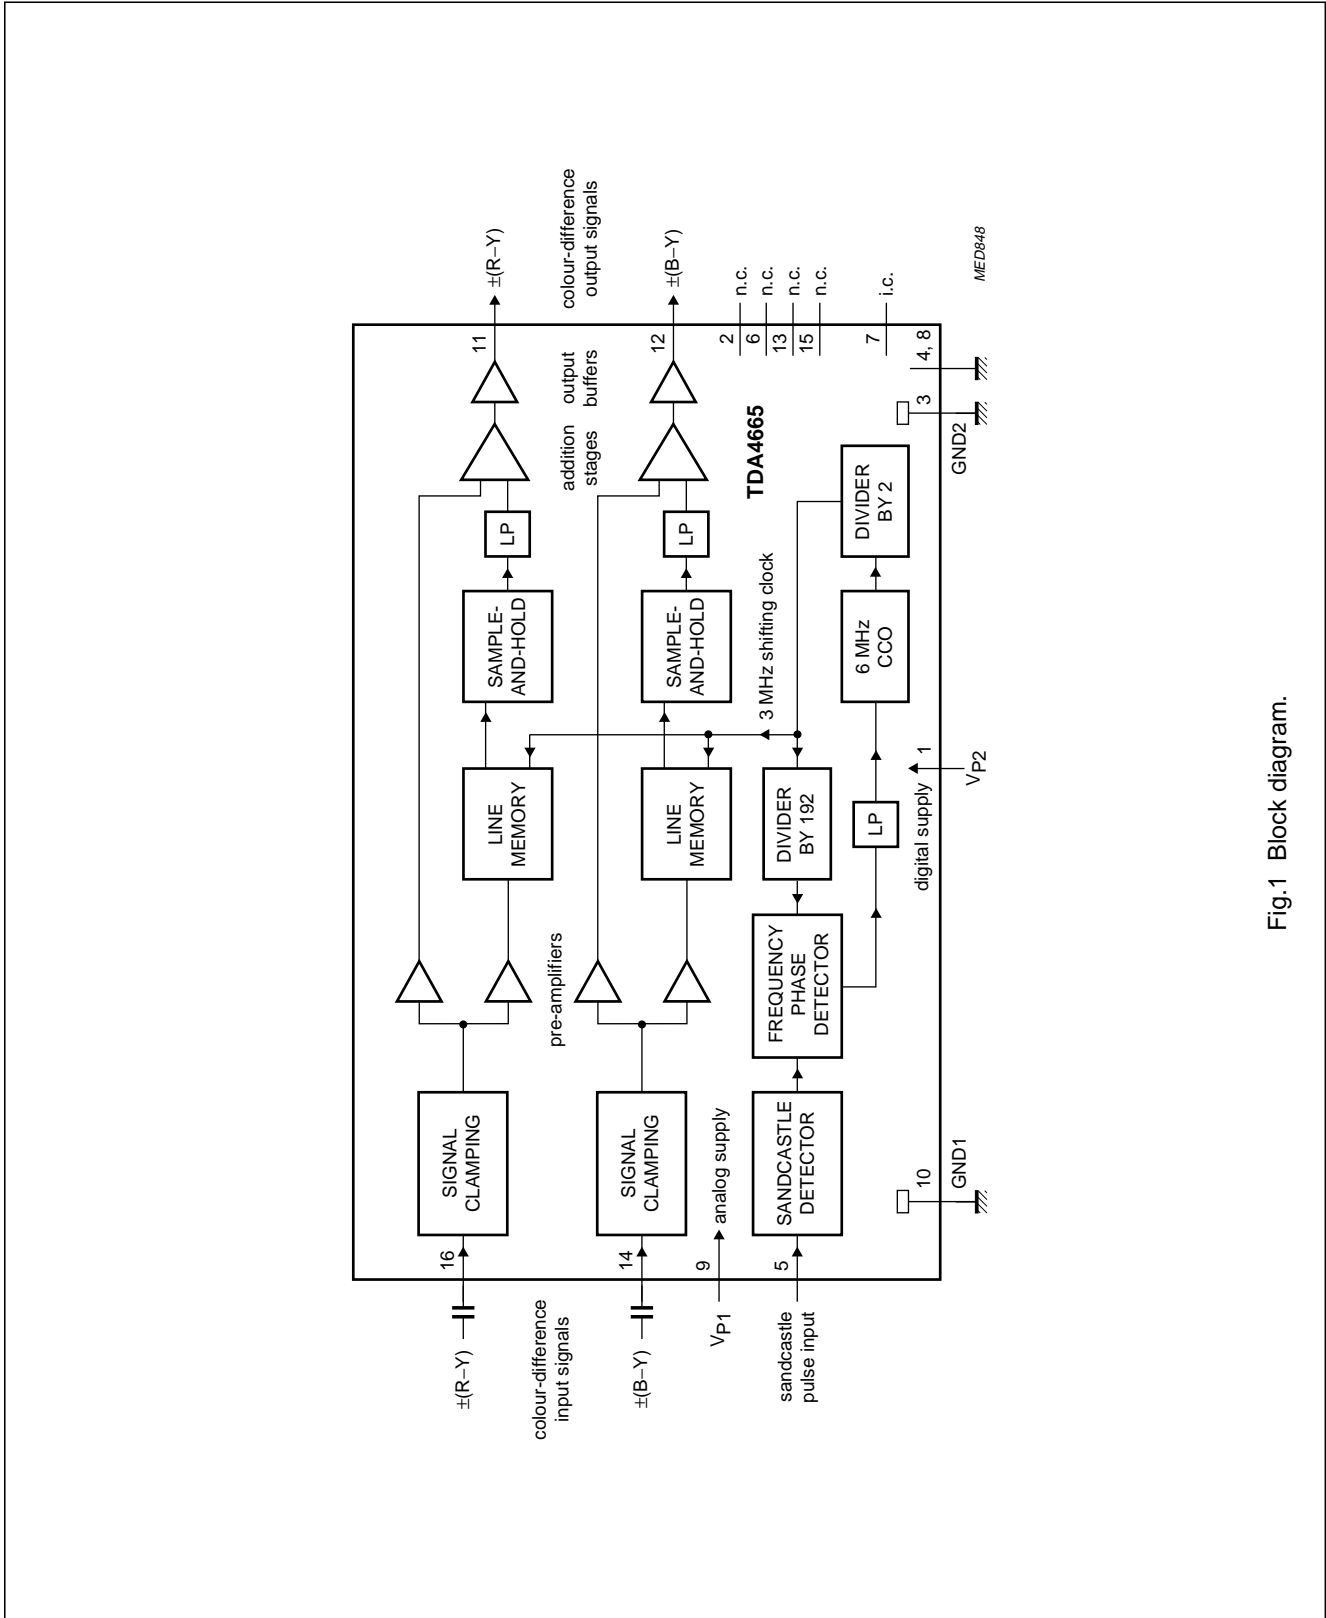 ±(R−Y)
colour-difference
input signals
±(B−Y)
VP1
sandcastle
pulse input
16
14
9
5
SIGNAL
CLAMPING
SIGNAL
CLAMPING
analog supply
SANDCASTLE
DETECTOR
10
GND1
pre-amplifiers
FREQUENCY
PHASE
DETECTOR
LINE
MEMORY
LINE
MEMORY
DIVIDER
BY 192
LP
digital supply
1
VP2
3 MHz shifting clock
SAMPLE-
AND-HOLD
SAMPLE-
AND-HOLD
6 MHz
CCO
LP
LP
DIVIDER
BY 2
addition
stages
output
buffers
TDA4665
11
12
±(R−Y)
colour-difference
output signals
±(B−Y)
2
n.c.
6
n.c.
13
n.c.
15
n.c.
7
i.c.
3
4, 8
GND2
MED848
Fig.1 Block diagram.